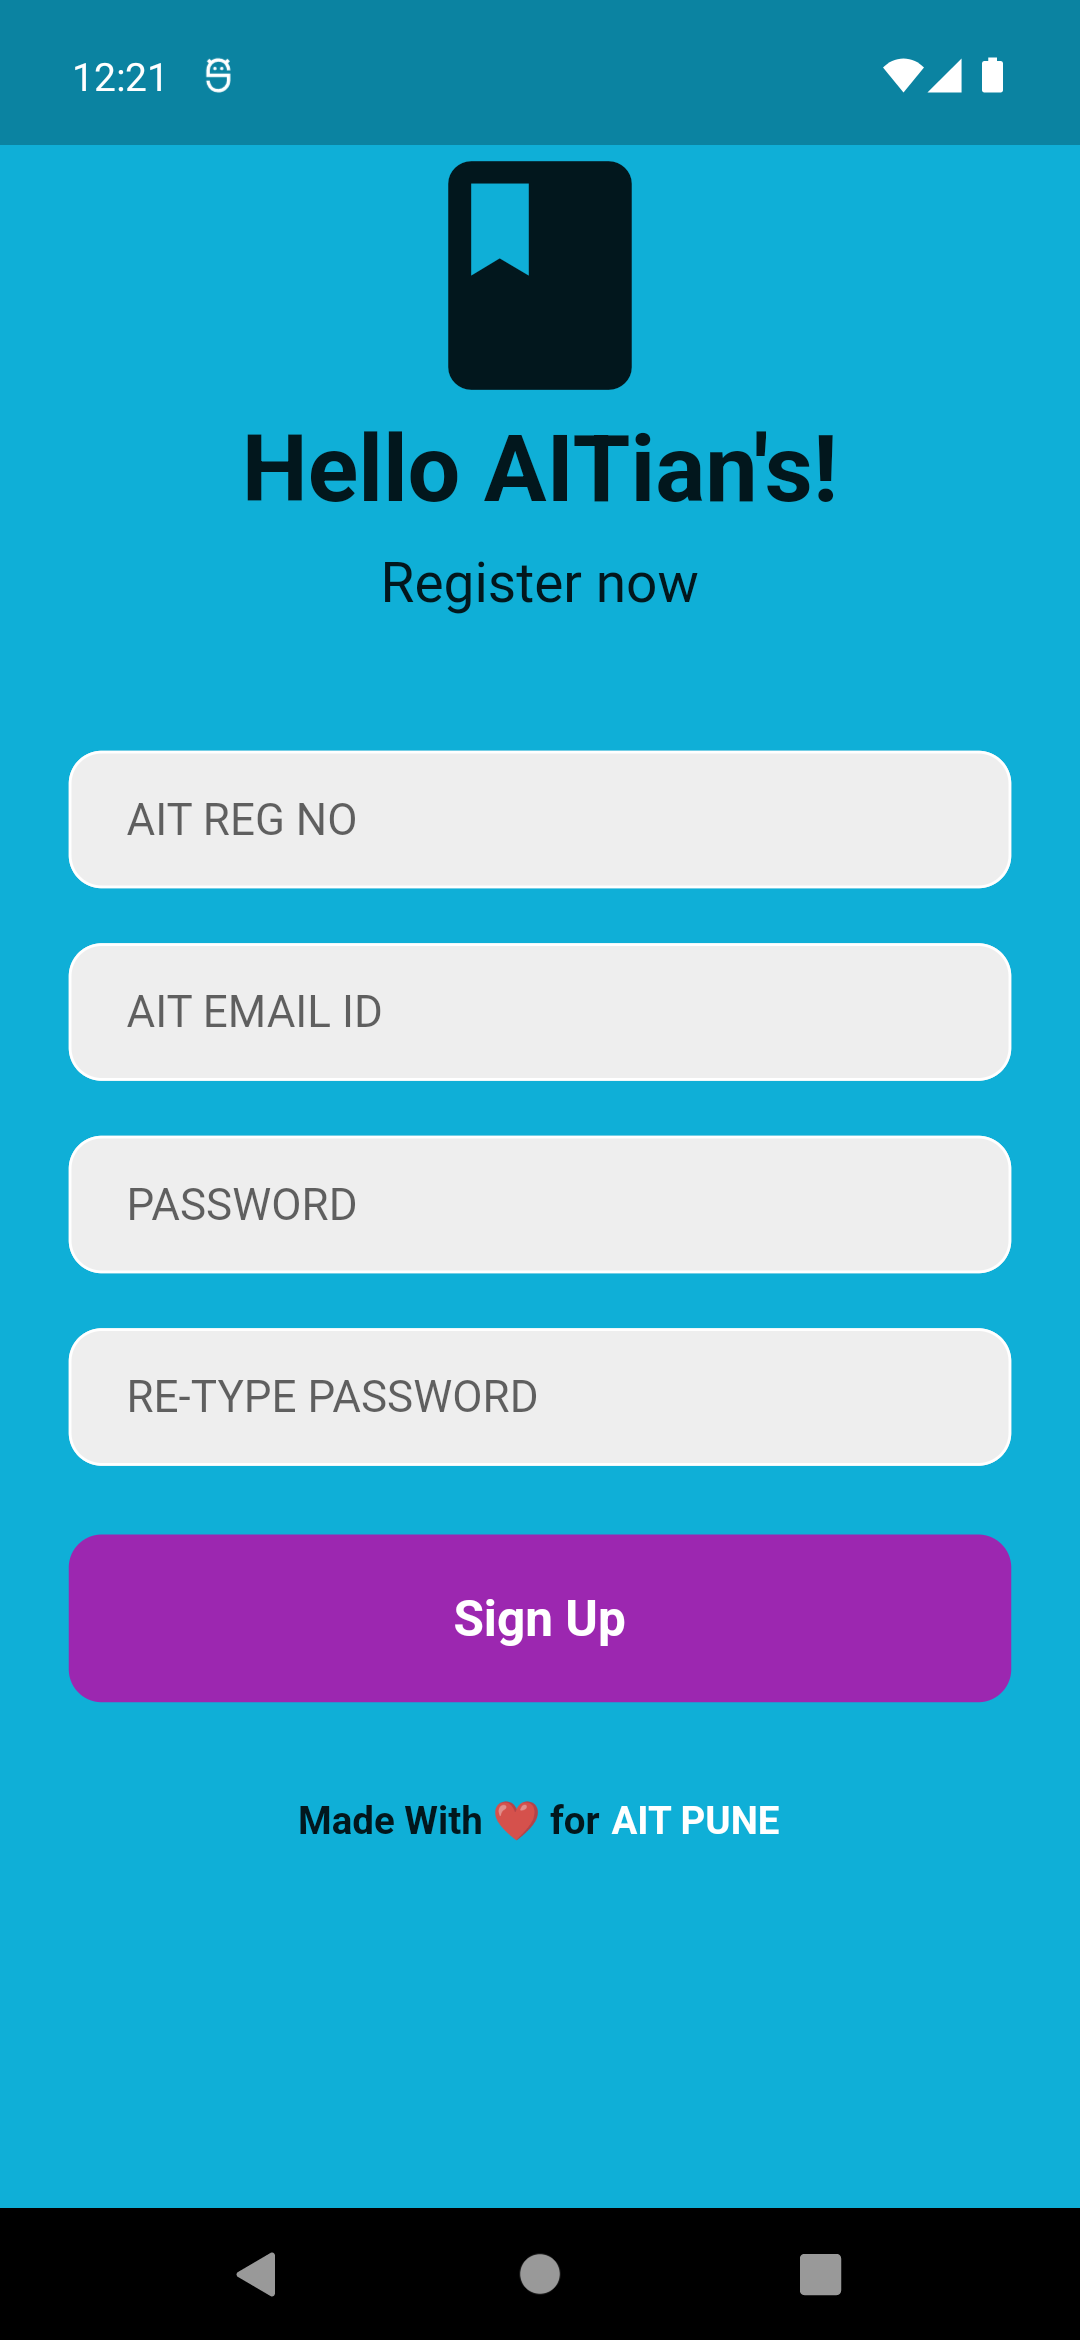 12:21
Hello AITian's!
Register now
AIT REG NO
AIT EMAIL ID
PASSWORD
RE-TYPE PASSWORD
Sign Up
Made With ❤️ for AIT PUNE